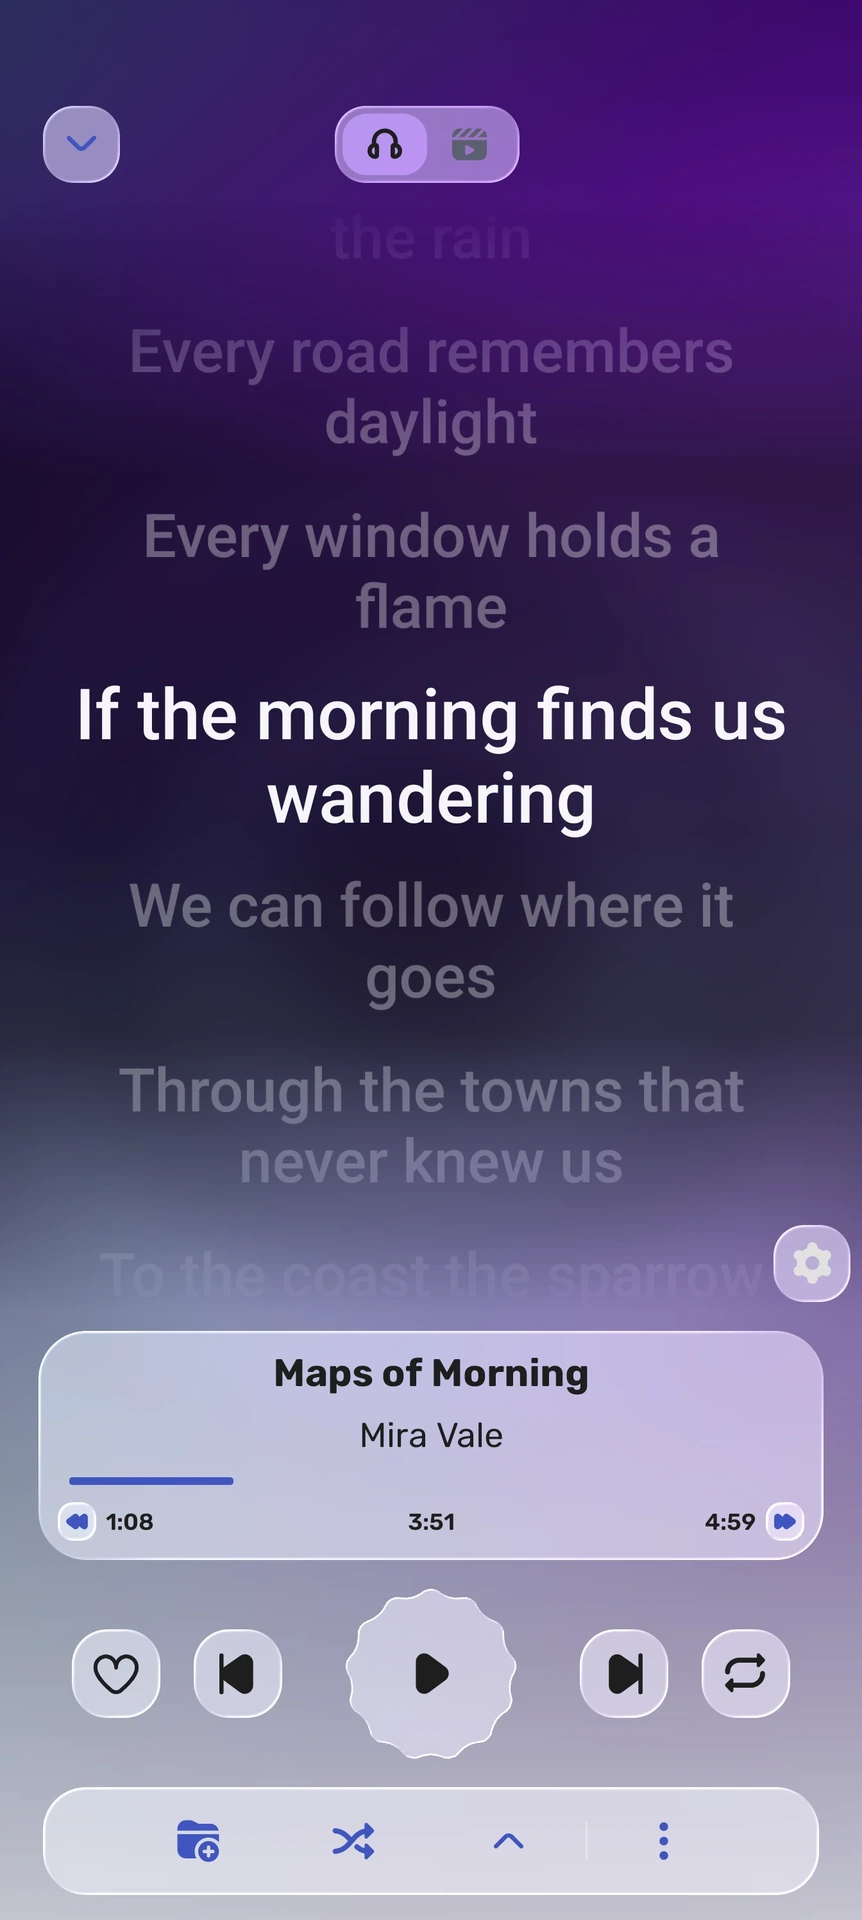 the rain
Every road remembers
daylight
Every window holds a
flame
If the morning finds us
wandering
We can follow where it
goes
Through the towns that
never knew us
To the coast the sparrow
Maps of Morning
Mira Vale
1:08 3:51 4:59